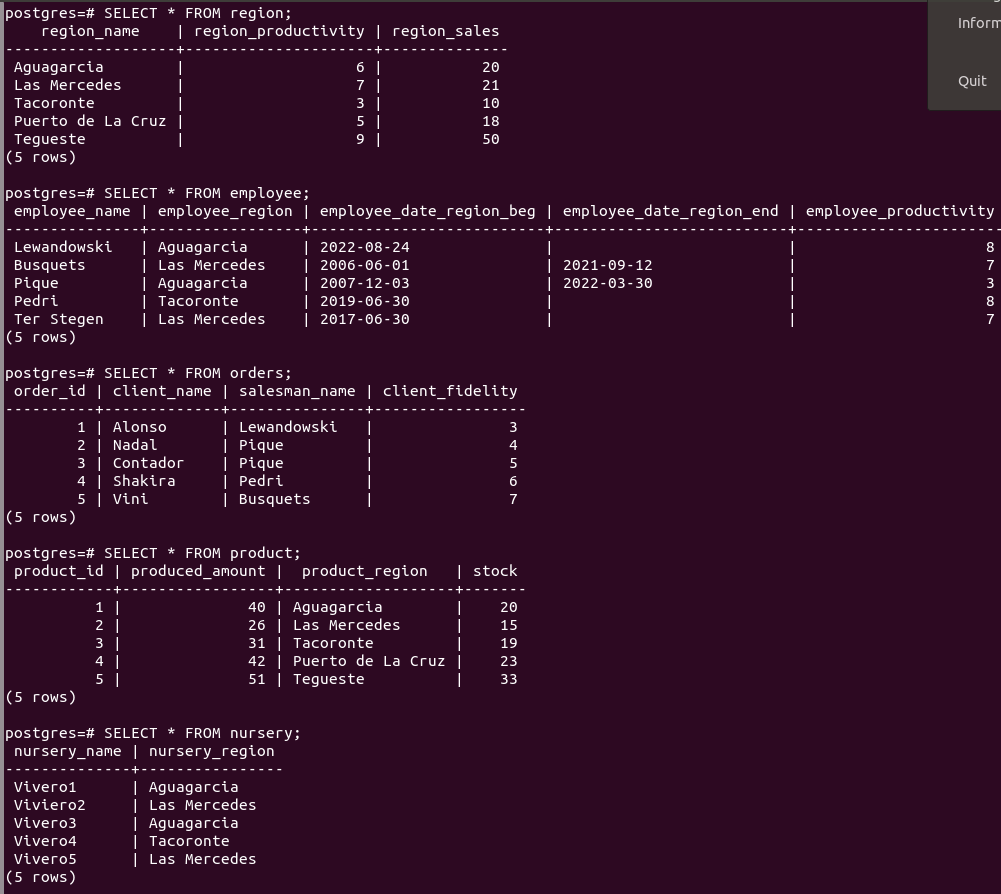 postgres=# SELECT * FROM region;
    region_name    | region_productivity | region_sales
-------------------+---------------------+--------------
 Aguagarcia        |                   6 |           20
 Las Mercedes      |                   7 |           21
 Tacoronte         |                   3 |           10
 Puerto de La Cruz |                   5 |           18
 Tegueste          |                   9 |           50
(5 rows)

postgres=# SELECT * FROM employee;
 employee_name | employee_region | employee_date_region_beg | employee_date_region_end | employee_productivity
---------------+-----------------+--------------------------+--------------------------+-----------------------
 Lewandowski   | Aguagarcia      | 2022-08-24               |                          |                     8
 Busquets      | Las Mercedes    | 2006-06-01               | 2021-09-12               |                     7
 Pique         | Aguagarcia      | 2007-12-03               | 2022-03-30               |                     3
 Pedri         | Tacoronte       | 2019-06-30               |                          |                     8
 Ter Stegen    | Las Mercedes    | 2017-06-30               |                          |                     7
(5 rows)

postgres=# SELECT * FROM orders;
 order_id | client_name | salesman_name | client_fidelity
----------+-------------+---------------+-----------------
        1 | Alonso      | Lewandowski   |               3
        2 | Nadal       | Pique         |               4
        3 | Contador    | Pique         |               5
        4 | Shakira     | Pedri         |               6
        5 | Vini        | Busquets      |               7
(5 rows)

postgres=# SELECT * FROM product;
 product_id | produced_amount |  product_region   | stock
------------+-----------------+-------------------+-------
          1 |              40 | Aguagarcia        |    20
          2 |              26 | Las Mercedes      |    15
          3 |              31 | Tacoronte         |    19
          4 |              42 | Puerto de La Cruz |    23
          5 |              51 | Tegueste          |    33
(5 rows)

postgres=# SELECT * FROM nursery;
 nursery_name | nursery_region
--------------+----------------
 Vivero1      | Aguagarcia
 Viviero2     | Las Mercedes
 Vivero3      | Aguagarcia
 Vivero4      | Tacoronte
 Vivero5      | Las Mercedes
(5 rows)
Inform
Quit